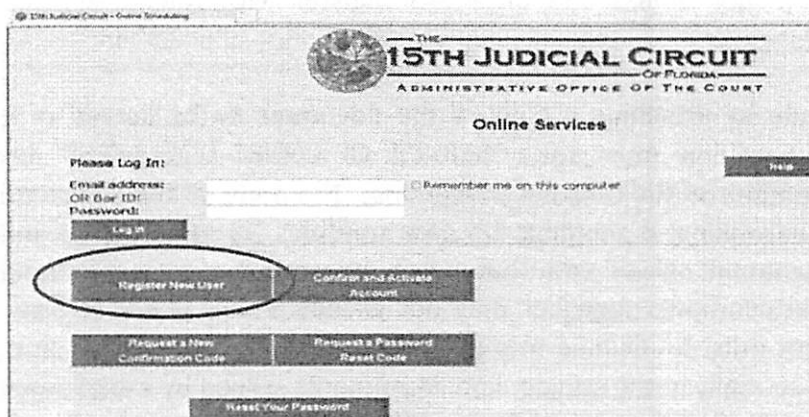 15th Judicial Circuit - Online Scheduling
THE
15TH JUDICIAL CIRCUIT
OF FLORIDA
ADMINISTRATIVE OFFICE OF THE COURT
Online Services
Please Log In:
Help
Email address:
OR Bar ID:
Remember me on this computer
Password:
Log In
Register New User
Confirm and Activate
Account
Request a New
Confirmation Code
Request a Password
Reset Code
Reset Your Password